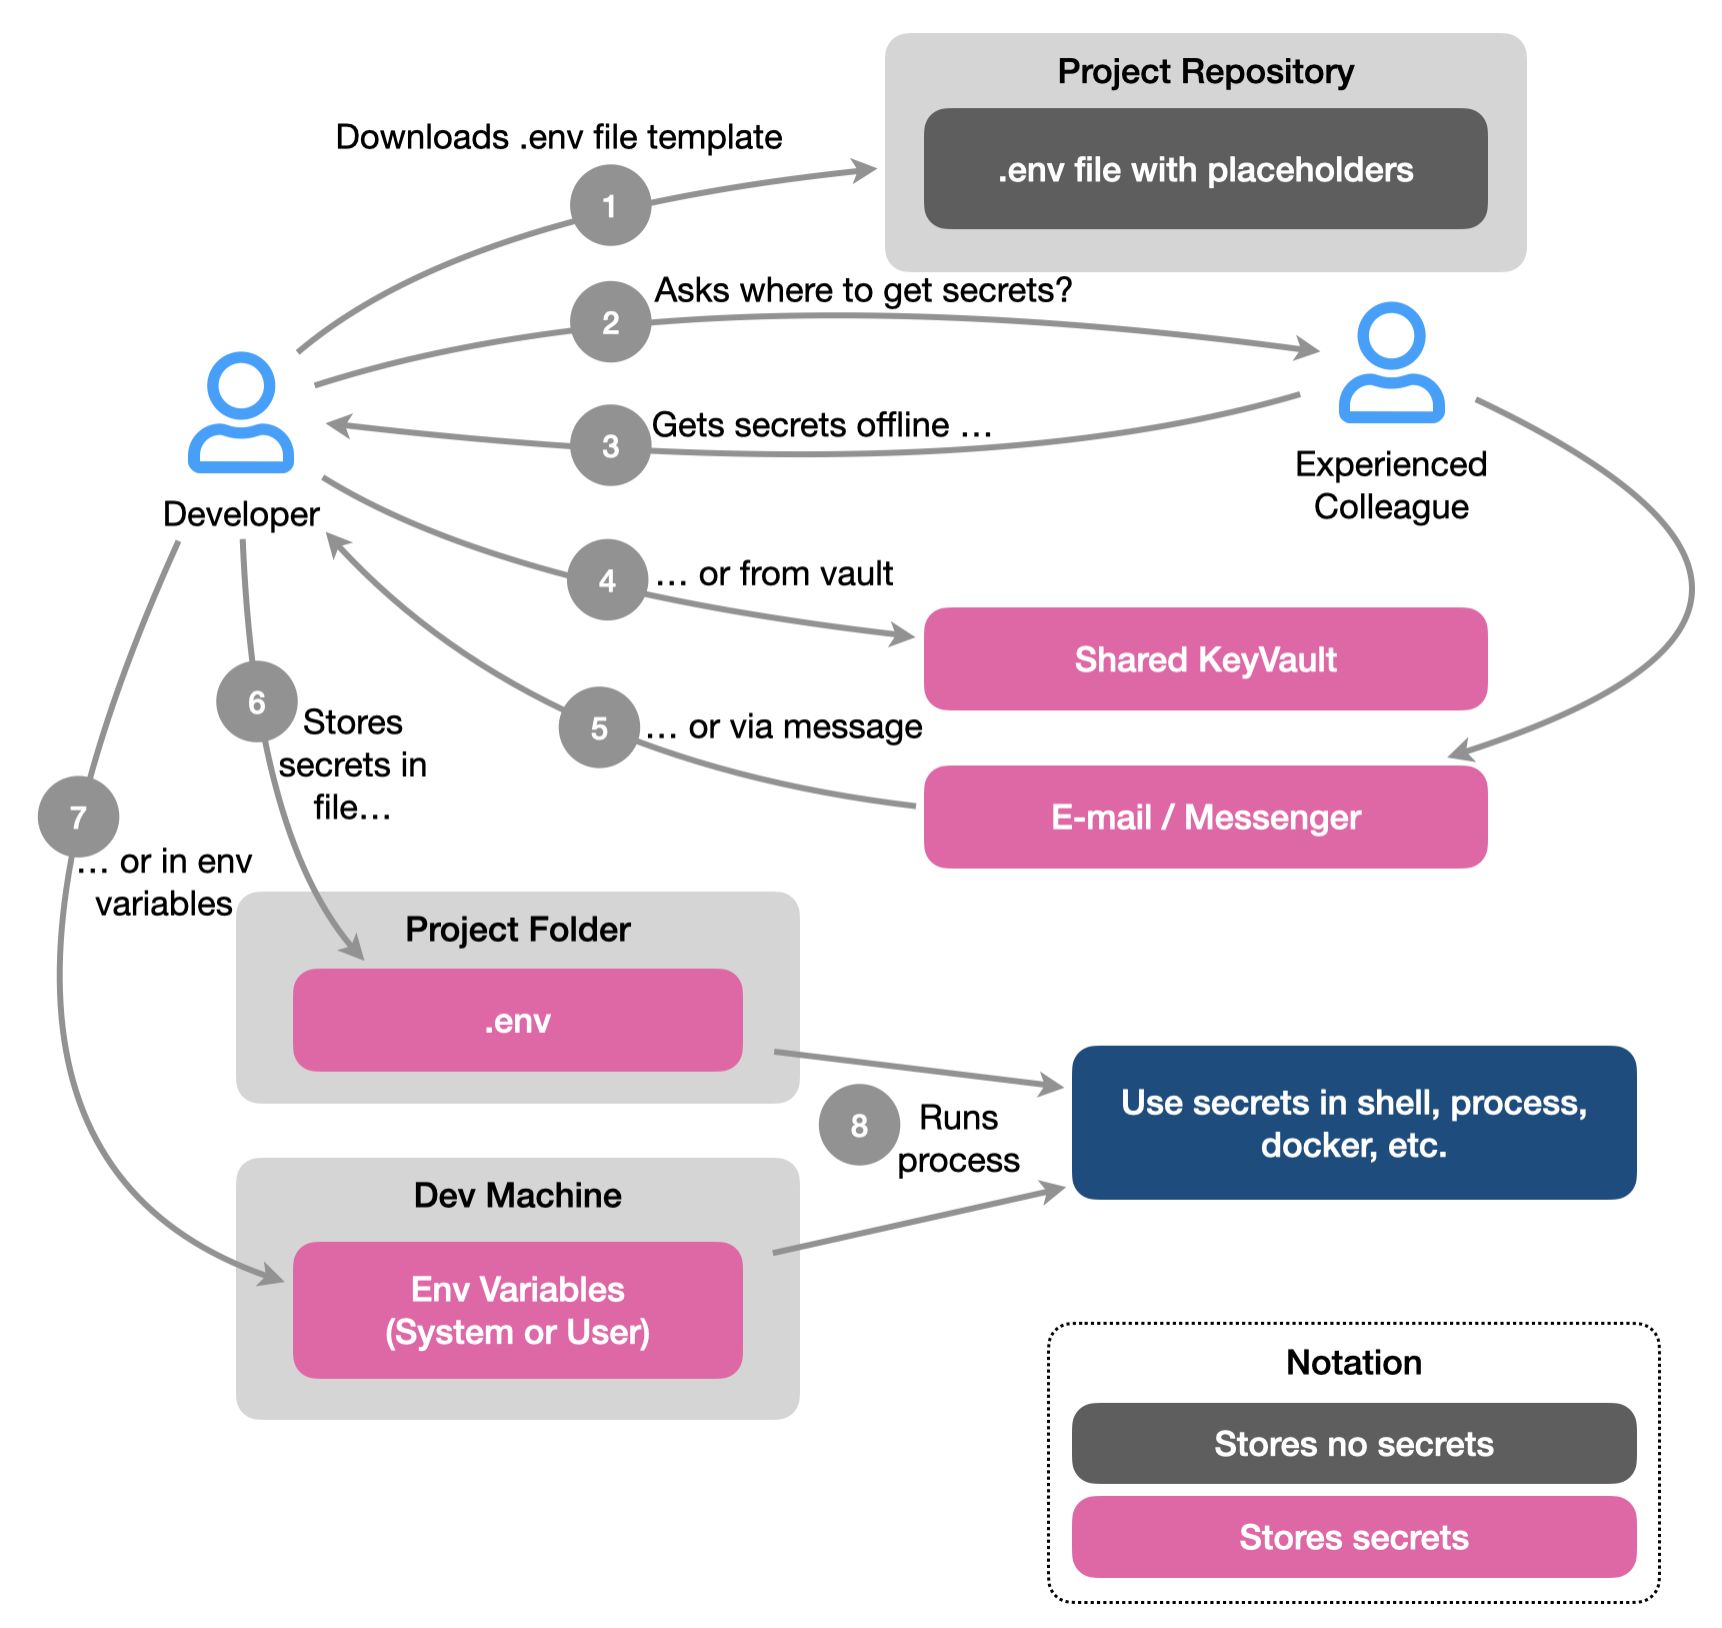 Project Repository
Downloads .env file template
.env file with placeholders
1
Asks where to get secrets?
2
Gets secrets offline ...
3
Experienced
Colleague
Developer
4
... or from vault
Shared KeyVault
6
Stores
secrets in
file...
5
... or via message
7
E-mail / Messenger
... or in env
variables
Project Folder
.env
Use secrets in shell, process,
docker, etc.
8
Runs
process
Dev Machine
Env Variables
(System or User)
Notation
Stores no secrets
Stores secrets